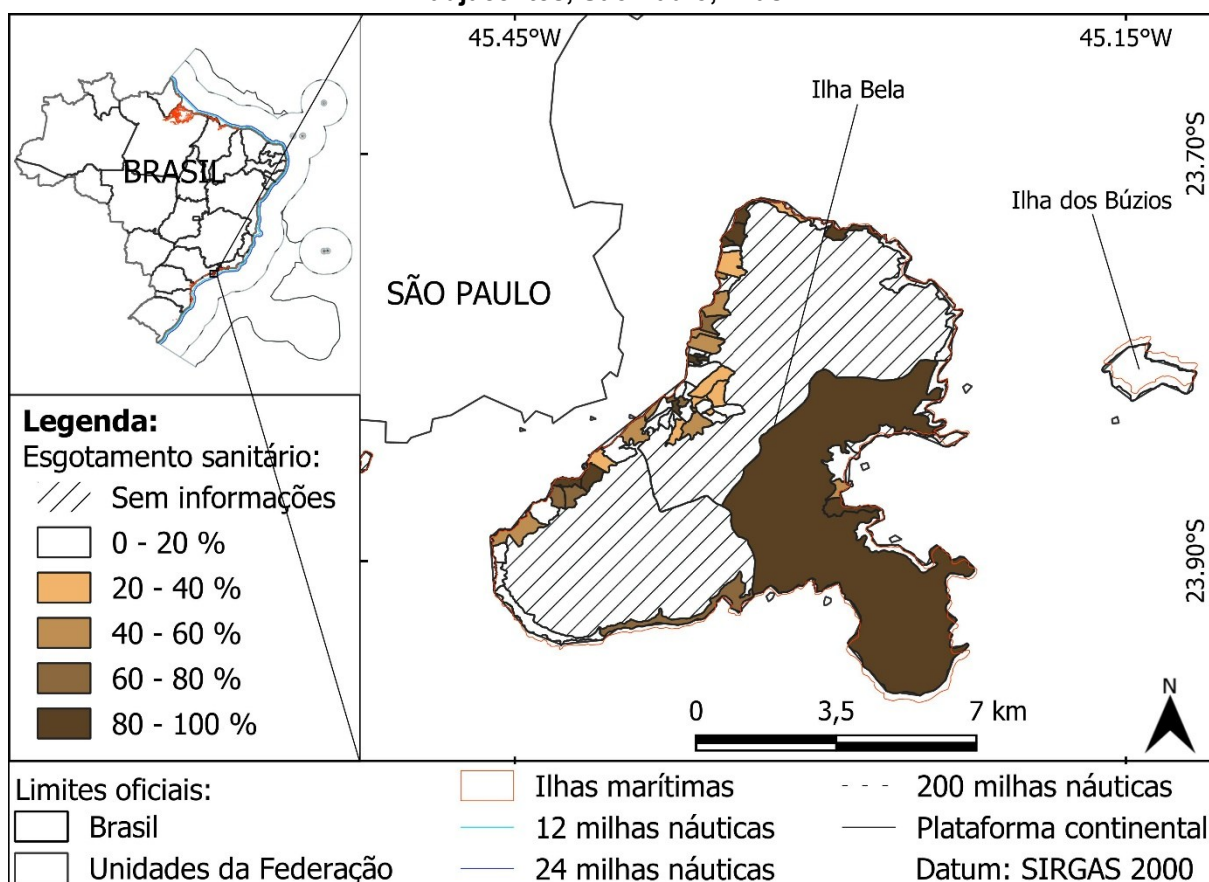 45.45°W
45.15°W
Ilha Bela
23.70°S
BRASIL
Ilha dos Búzios
SÃO PAULO
Legenda:
Esgotamento sanitário:
Sem informações
0 - 20 %
20 - 40 %
40 - 60 %
60 - 80 %
80 - 100 %
23.90°S
N
0 3,5 7 km
Limites oficiais:
Brasil
Unidades da Federação
Ilhas marítimas
12 milhas náuticas
24 milhas náuticas
200 milhas náuticas
Plataforma continental
Datum: SIRGAS 2000